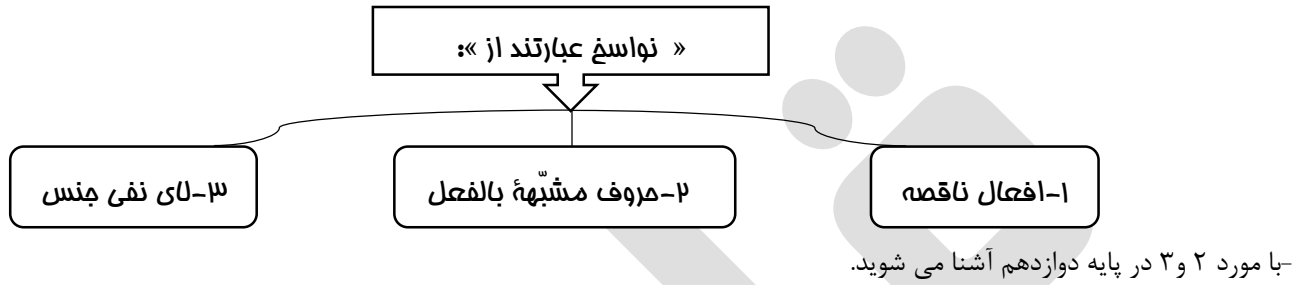 « نواسخ عبارتند از »:
۱-افعال ناقصه
۲-حروف مشبّهۀ بالفعل
۳-لای نفی جنس
-با مورد ۲ و۳ در پایه دوازدهم آشنا می شوید.